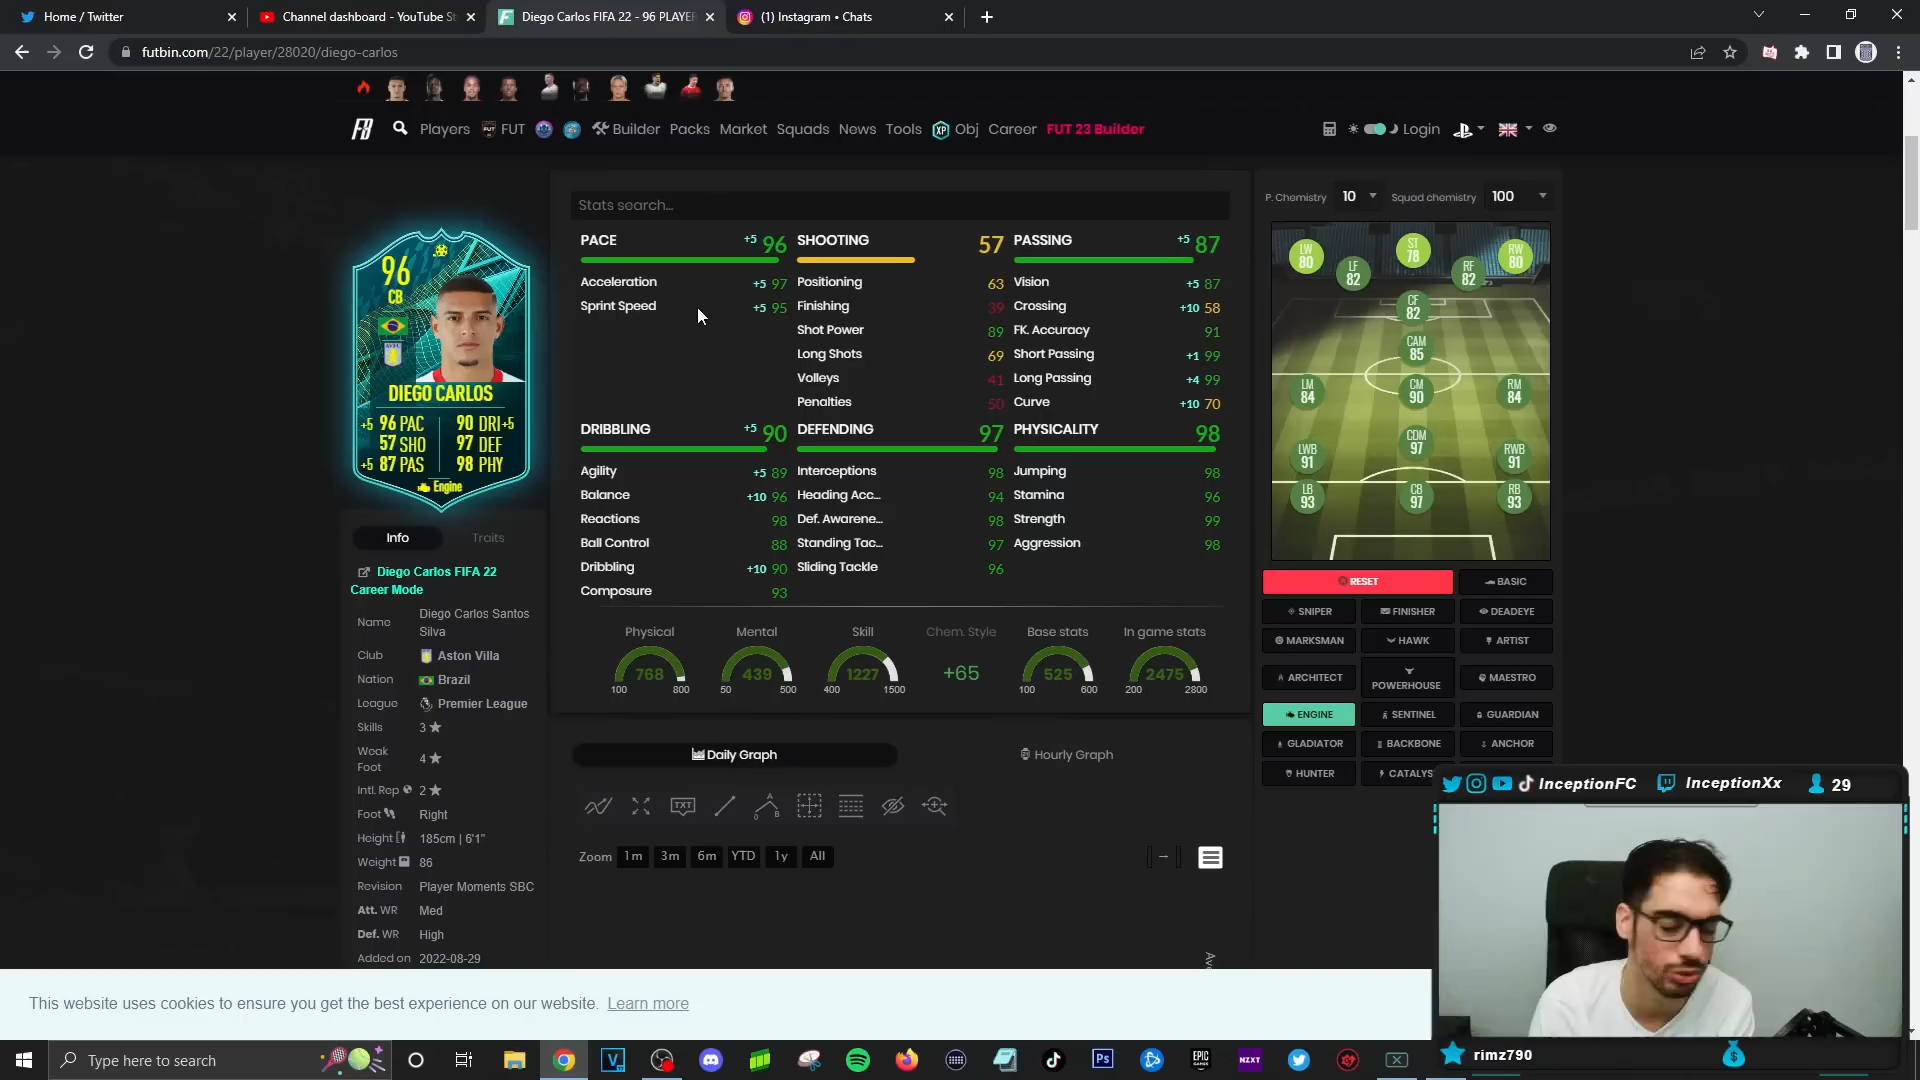 Home / Twitter
Channel dashboard - YouTube St
Diego Carlos FIFA 22 - 96 PLAYER
(1) Instagram • Chats
futbin.com/22/player/28020/diego-carlos
FB Players FUT Builder Packs Market Squads News Tools XP Obj Career FUT 23 Builder Login
Stats search...
P. Chemistry 10 Squad chemistry 100
PACE +5 96
Acceleration +5 97
Sprint Speed +5 95
SHOOTING 57
Positioning 63
Finishing 39
Shot Power 89
Long Shots 69
Volleys 41
Penalties 50
PASSING +5 87
Vision +5 87
Crossing +10 58
FK. Accuracy 91
Short Passing +1 99
Long Passing +4 99
Curve +10 70
DRIBBLING +5 90
Agility +5 89
Balance +10 96
Reactions 98
Ball Control 88
Dribbling +10 90
Composure 93
DEFENDING 97
Interceptions 98
Heading Acc... 94
Def. Awarene... 98
Standing Tac... 97
Sliding Tackle 96
PHYSICALITY 98
Jumping 98
Stamina 96
Strength 99
Aggression 98
Physical
768
100 800
Mental
439
50 500
Skill
1227
400 1500
Chem. Style
+65
Base stats
525
100 600
In game stats
2475
200 2800
96
CB
AVFC
DIEGO CARLOS
+5 96 PAC 90 DRI +5
57 SHO 97 DEF
+5 87 PAS 98 PHY
Engine
Info Traits
Diego Carlos FIFA 22
Career Mode
Name Diego Carlos Santos
Silva
Club Aston Villa
Nation Brazil
League Premier League
Skills 3
Weak
Foot 4
Intl. Rep 2
Foot Right
Height 185cm | 6'1"
Weight 86
Revision Player Moments SBC
Att. WR Med
Def. WR High
Added on 2022-08-29
LW 80
ST 78
RW 80
LF 82
RF 82
CF 82
CAM 85
LM 84
CM 90
RM 84
LWB 91
CDM 97
RWB 91
LB 93
CB 97
RB 93
RESET BASIC
SNIPER FINISHER DEADEYE
MARKSMAN HAWK ARTIST
ARCHITECT POWERHOUSE MAESTRO
ENGINE SENTINEL GUARDIAN
GLADIATOR BACKBONE ANCHOR
HUNTER CATALYS
Daily Graph Hourly Graph
TXT
Zoom 1m 3m 6m YTD 1y All
InceptionFC InceptionXx 29
This website uses cookies to ensure you get the best experience on our website. Learn more
rimz790
Type here to search
Ps
EPIC
GAMES
NZXT